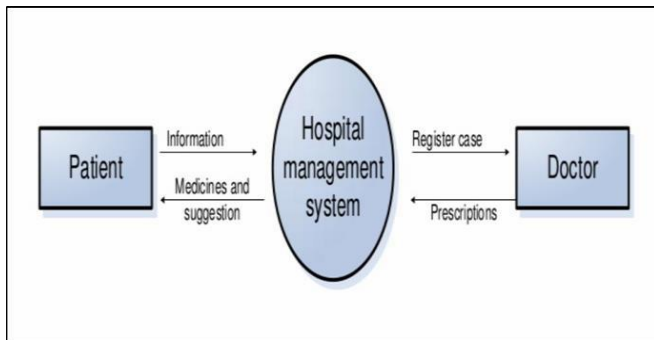 Patient
Information
Medicines and
suggestion
Hospital
management
system
Register case
Prescriptions
Doctor